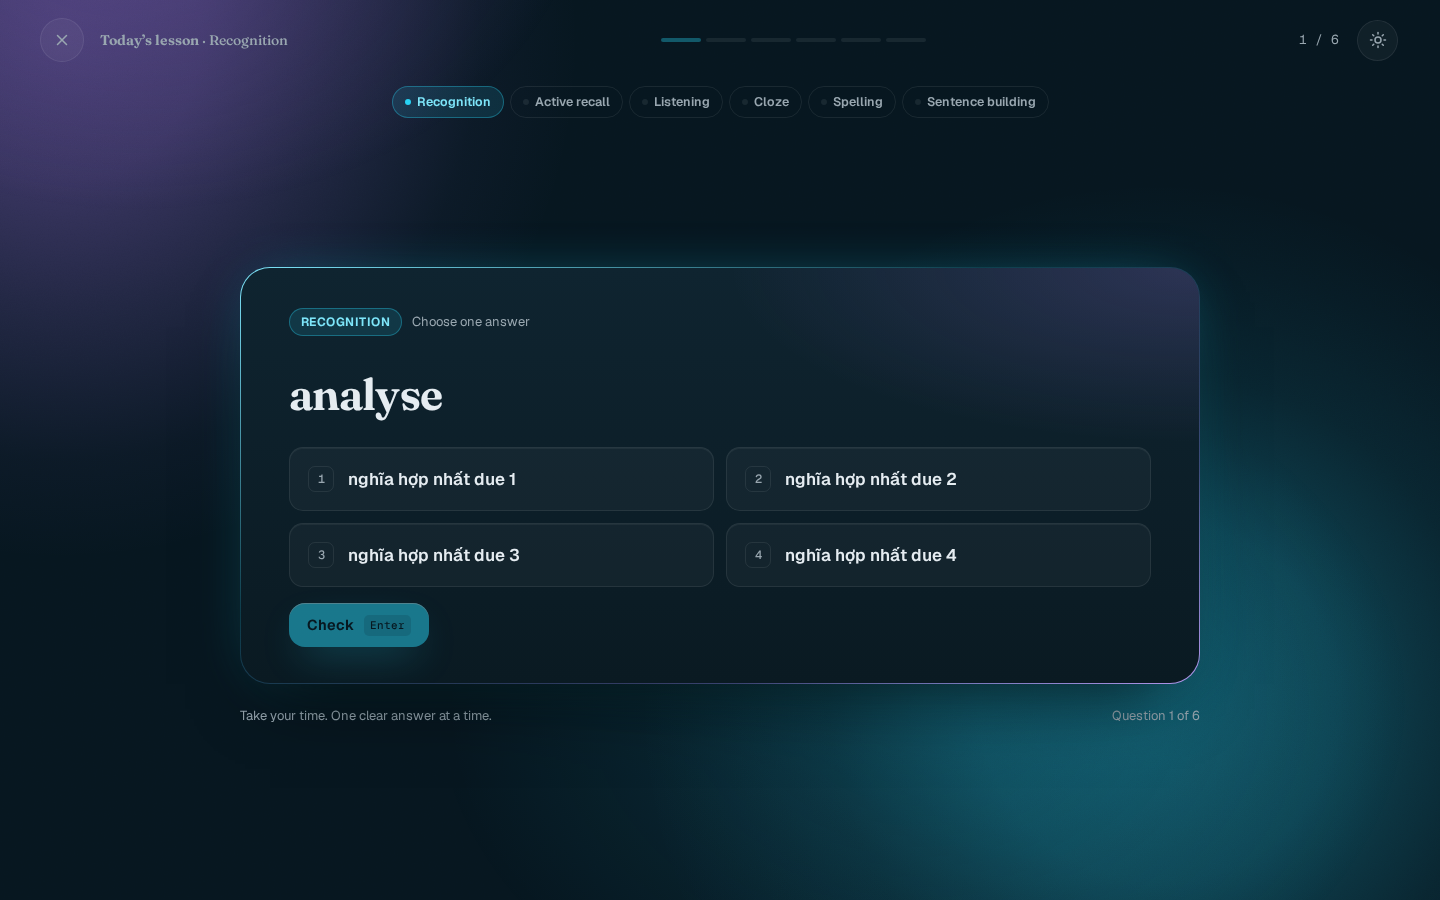 Today’s lesson · Recognition
1 / 6
Recognition
Active recall
Listening
Cloze
Spelling
Sentence building
RECOGNITION
Choose one answer
analyse
1 nghĩa hợp nhất due 1
2 nghĩa hợp nhất due 2
3 nghĩa hợp nhất due 3
4 nghĩa hợp nhất due 4
Check Enter
Take your time. One clear answer at a time.
Question 1 of 6